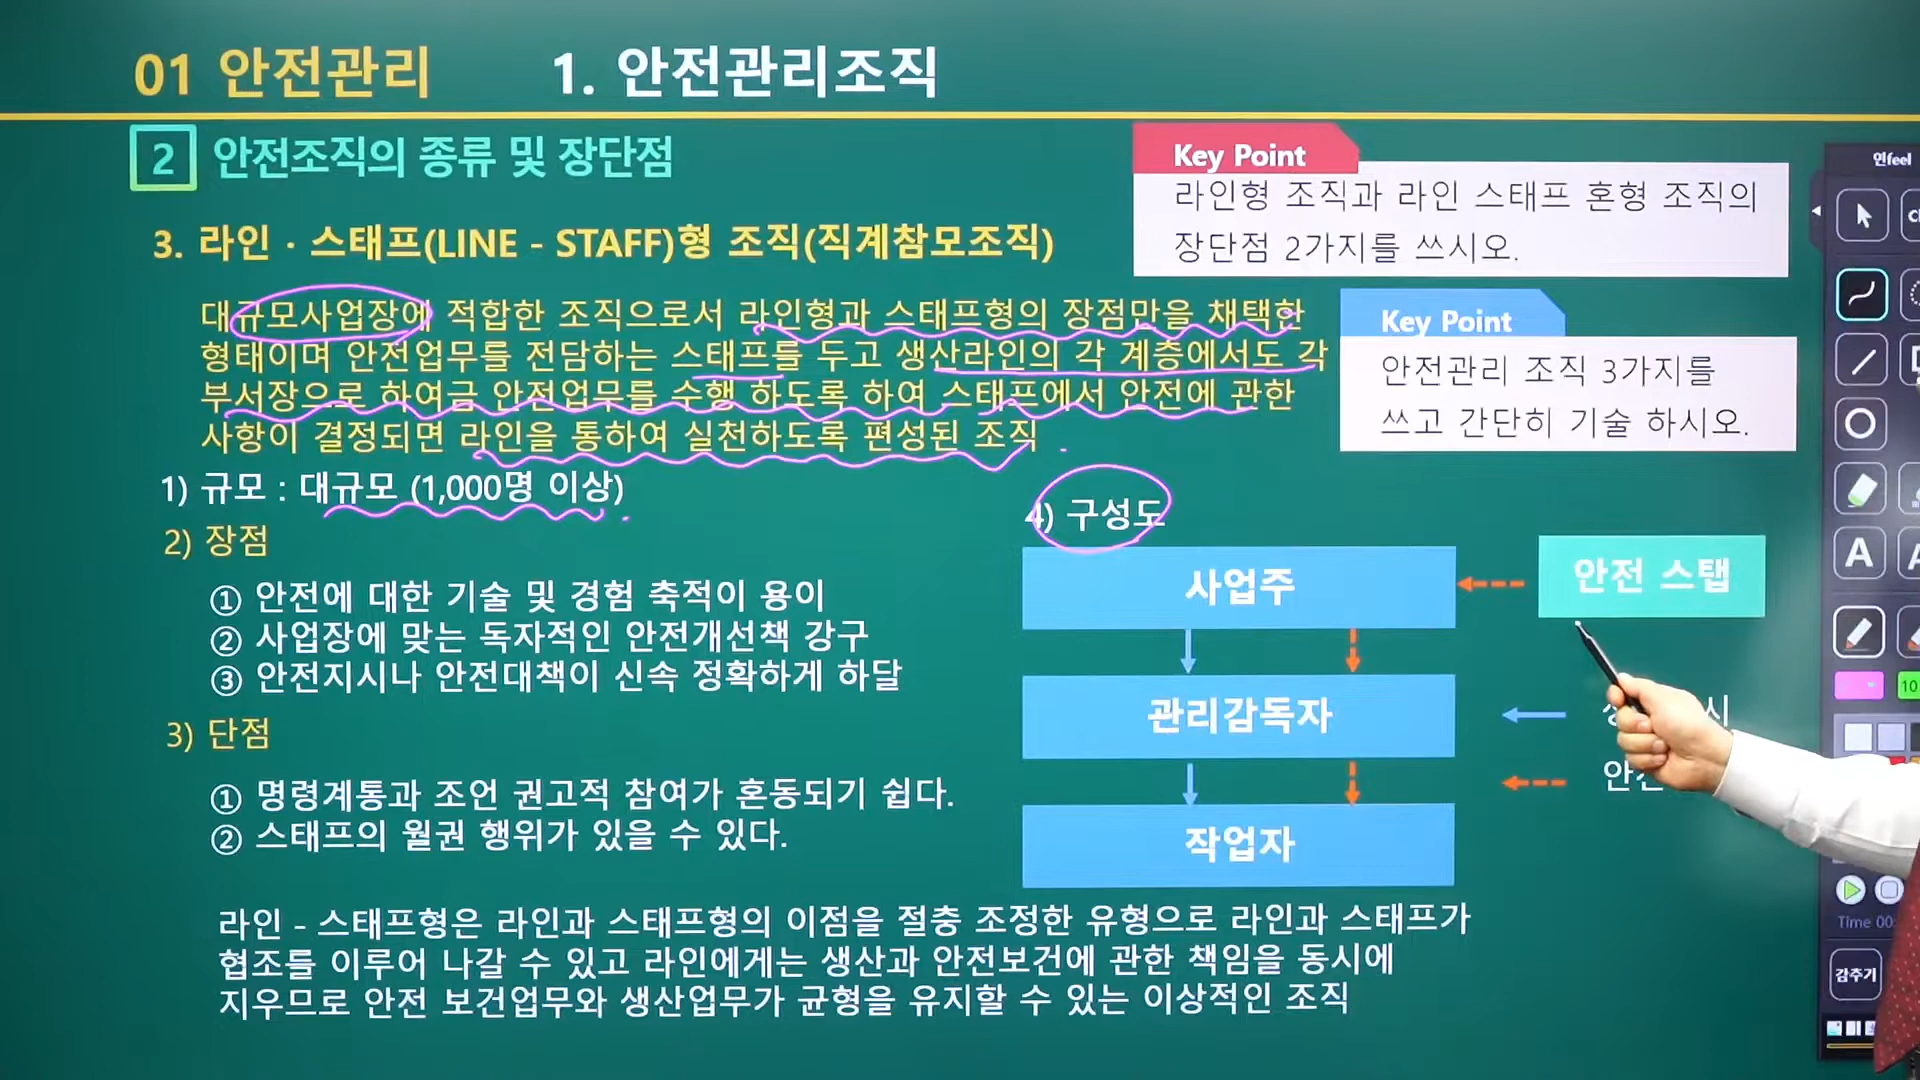 01 안전관리 1. 안전관리조직
2 안전조직의 종류 및 장단점
Key Point
라인형 조직과 라인 스태프 혼형 조직의
장단점 2가지를 쓰시오.
3. 라인 · 스태프(LINE - STAFF)형 조직(직계참모조직)
대규모사업장에 적합한 조직으로서 라인형과 스태프형의 장점만을 채택한
형태이며 안전업무를 전담하는 스태프를 두고 생산라인의 각 계층에서도 각
부서장으로 하여금 안전업무를 수행 하도록 하여 스태프에서 안전에 관한
사항이 결정되면 라인을 통하여 실천하도록 편성된 조직
Key Point
안전관리 조직 3가지를
쓰고 간단히 기술 하시오.
1) 규모 : 대규모 (1,000명 이상)
2) 장점
① 안전에 대한 기술 및 경험 축적이 용이
② 사업장에 맞는 독자적인 안전개선책 강구
③ 안전지시나 안전대책이 신속 정확하게 하달
3) 단점
① 명령계통과 조언 권고적 참여가 혼동되기 쉽다.
② 스태프의 월권 행위가 있을 수 있다.
4) 구성도
사업주
안전 스탭
관리감독자
작업자
라인 - 스태프형은 라인과 스태프형의 이점을 절충 조정한 유형으로 라인과 스태프가
협조를 이루어 나갈 수 있고 라인에게는 생산과 안전보건에 관한 책임을 동시에
지우므로 안전 보건업무와 생산업무가 균형을 유지할 수 있는 이상적인 조직
인feel
A
10
Time 00:
감추기